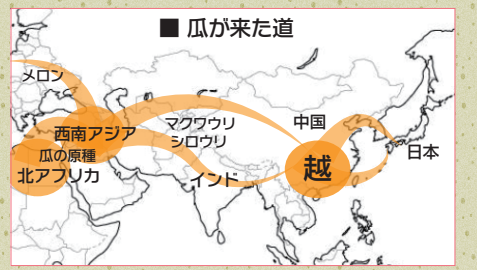 ■ 瓜が来た道
メロン
西南アジア
瓜の原種
北アフリカ
マクワウリ
シロウリ
インド
中国
越
日本